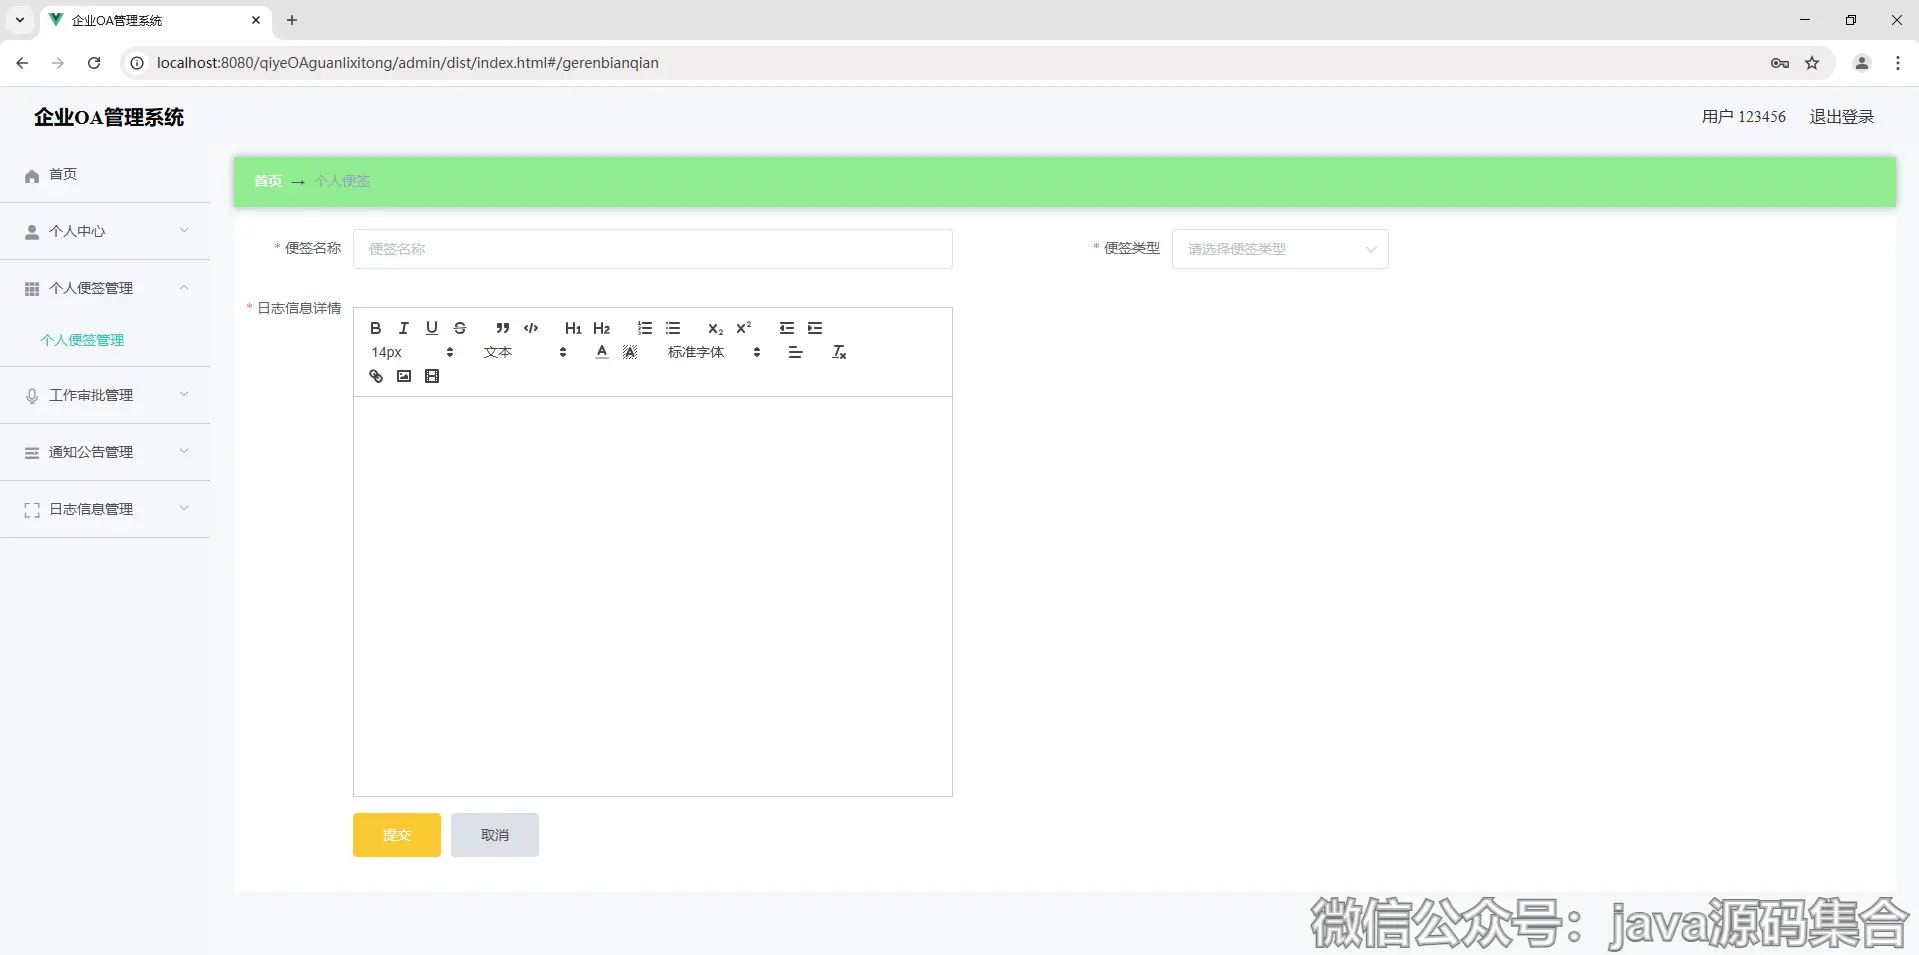 企业OA管理系统
localhost:8080/qiyeOAguanlixitong/admin/dist/index.html#/gerenbianqian
企业OA管理系统
用户 123456 退出登录
首页
个人中心
个人便签管理
个人便签管理
工作审批管理
通知公告管理
日志信息管理
首页 → 个人便签
* 便签名称 便签名称
* 便签类型 请选择便签类型
* 日志信息详情
B I U S H1 H2 X2 X2
14px 文本 A A 标准字体
提交 取消
微信公众号：java源码集合